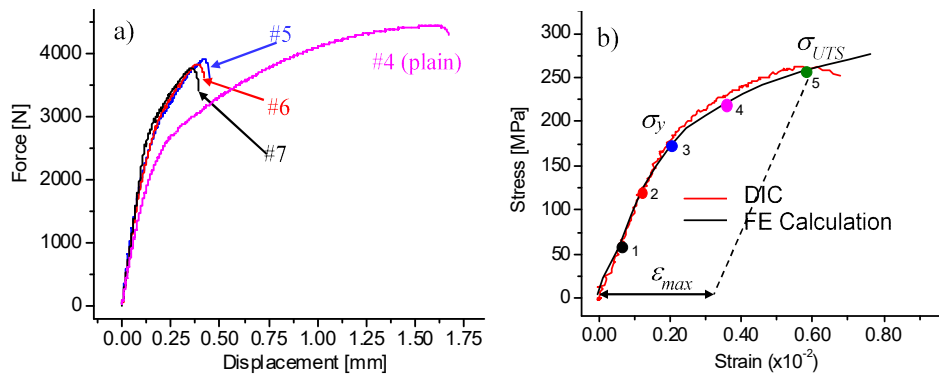 a)
#5
#4 (plain)
#6
#7
4000
3000
2000
1000
0
Force [N]
0.00 0.25 0.50 0.75 1.00 1.25 1.50 1.75
Displacement [mm]
b)
σUTS
σy
5
4
3
2
1
DIC
FE Calculation
εmax
300
250
200
150
100
50
0
Stress [MPa]
0.00 0.20 0.40 0.60 0.80
Strain (x10-2)